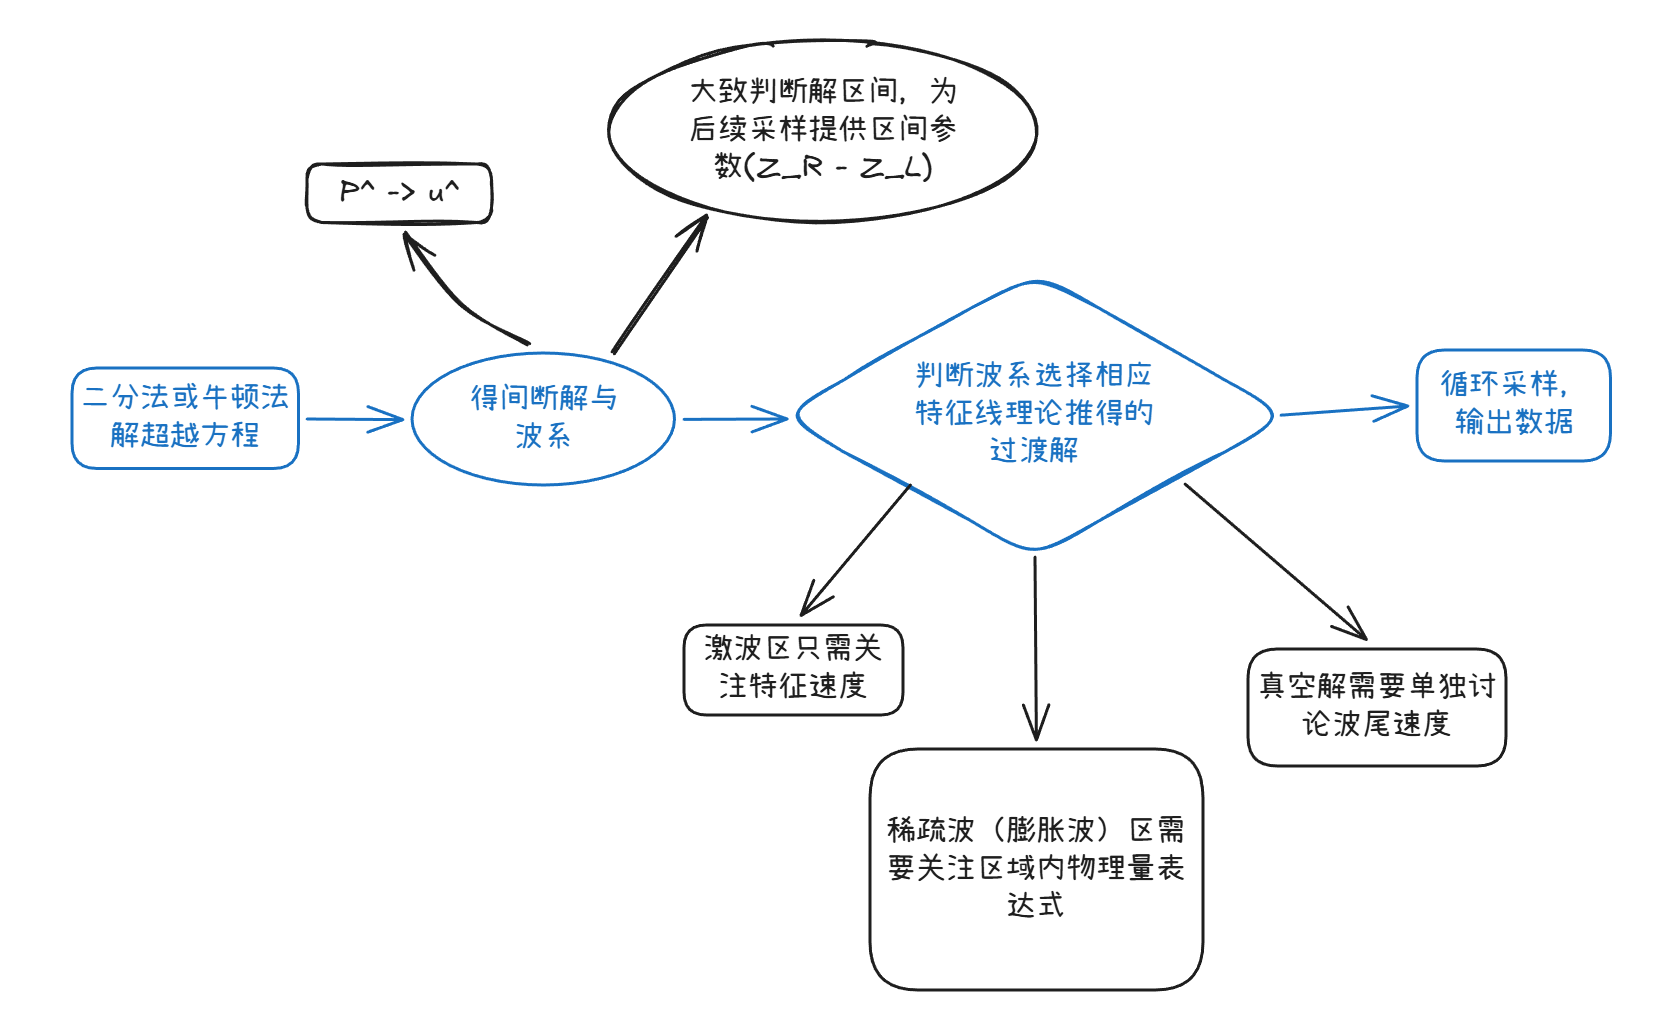 大致判断解区间，为
后续采样提供区间参
数(Z_R - Z_L)
P^ -> u^
二分法或牛顿法
解超越方程
得间断解与
波系
判断波系选择相应
特征线理论推得的
过渡解
循环采样，
输出数据
激波区只需关
注特征速度
真空解需要单独讨
论波尾速度
稀疏波（膨胀波）区需
要关注区域内物理量表
达式